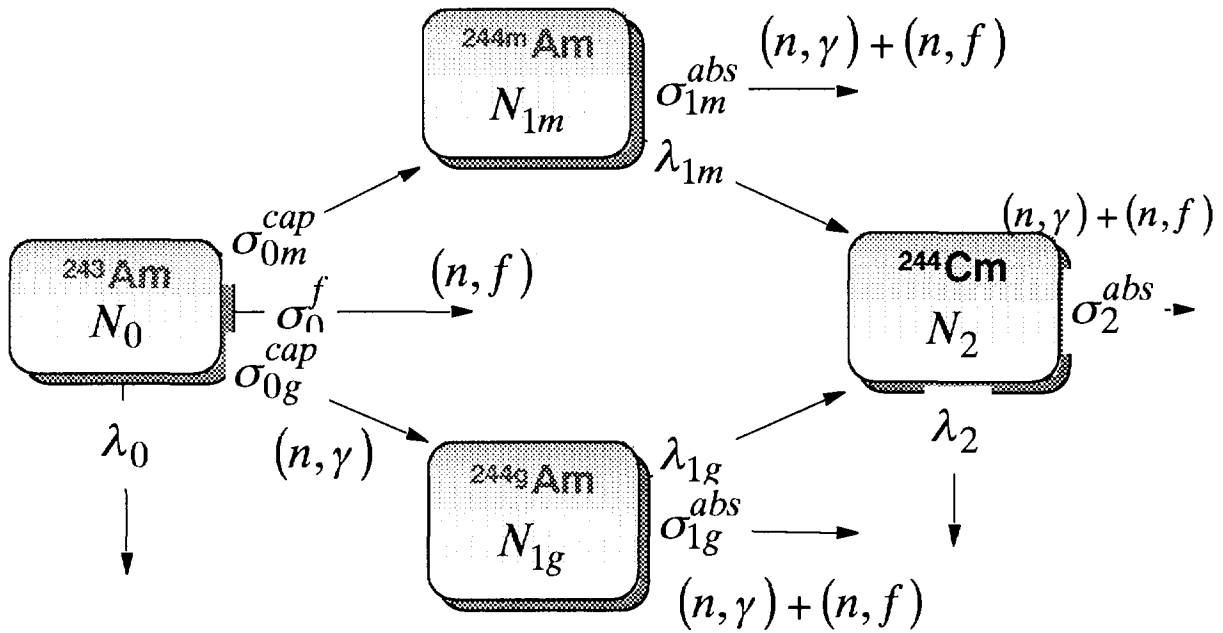 ²⁴⁴ᵐAm
N₁ₘ
(n,γ)+(n,f)
σ₁ₘᵃᵇˢ
λ₁ₘ
σ₀ₘᶜᵃᵖ
²⁴³Am
N₀
(n,f)
σ₀ᶠ
σ₀gᶜᵃᵖ
λ₀
(n,γ)
²⁴⁴ᵍAm
N₁g
λ₁g
σ₁gᵃᵇˢ
(n,γ)+(n,f)
(n,γ)+(n,f)
²⁴⁴Cm
N₂
σ₂ᵃᵇˢ
λ₂